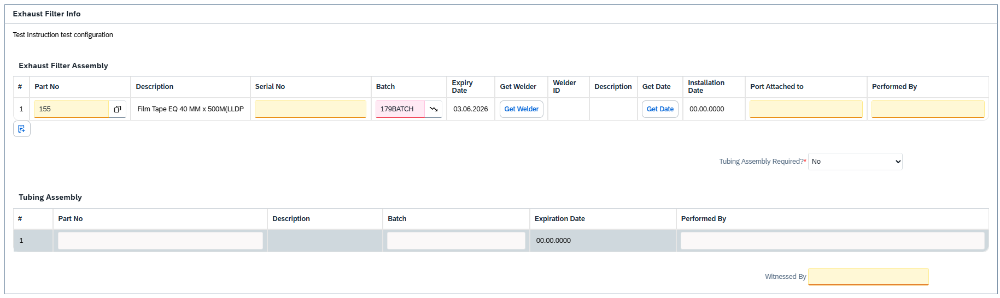 Exhaust Filter Info
Test Instruction test configuration
Exhaust Filter Assembly
# Part No Description Serial No Batch Expiry Date Get Welder Welder ID Description Get Date Installation Date Port Attached to Performed By
1 155 Film Tape EQ 40 MM x 500M(LLDP 179BATCH 03.06.2026 Get Welder Get Date 00.00.0000
Tubing Assembly Required?* No
Tubing Assembly
# Part No Description Batch Expiration Date Performed By
1 00.00.0000
Witnessed By